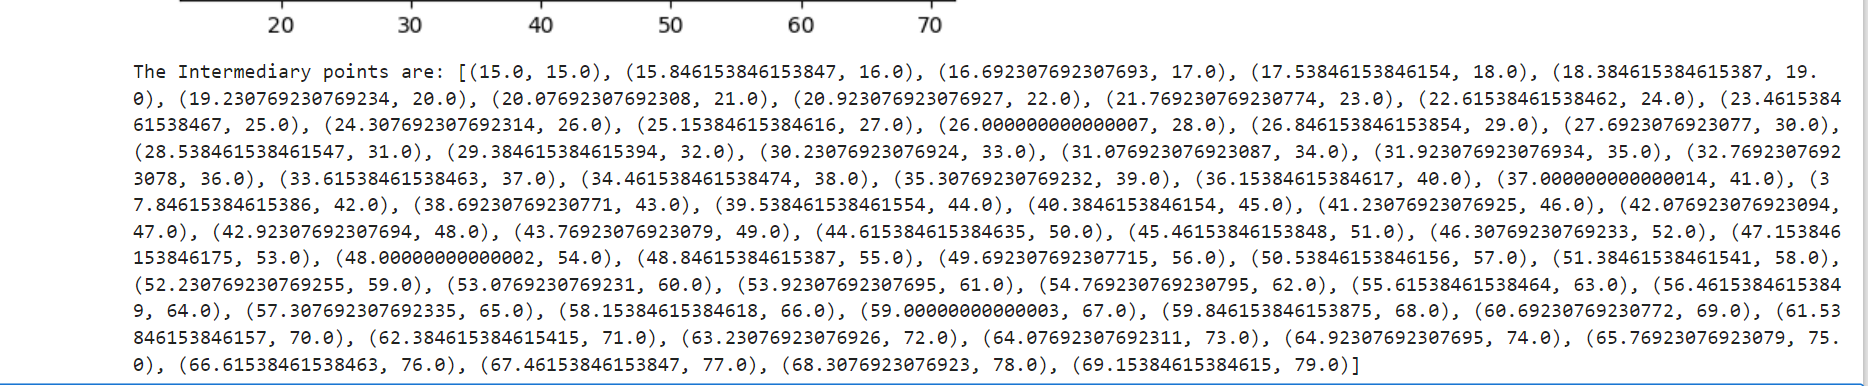 20 30 40 50 60 70
The Intermediary points are: [(15.0, 15.0), (15.846153846153847, 16.0), (16.692307692307693, 17.0), (17.53846153846154, 18.0), (18.384615384615387, 19.
0), (19.230769230769234, 20.0), (20.07692307692308, 21.0), (20.923076923076927, 22.0), (21.769230769230774, 23.0), (22.61538461538462, 24.0), (23.4615384
61538467, 25.0), (24.307692307692314, 26.0), (25.15384615384616, 27.0), (26.000000000000007, 28.0), (26.846153846153854, 29.0), (27.6923076923077, 30.0),
(28.538461538461547, 31.0), (29.384615384615394, 32.0), (30.23076923076924, 33.0), (31.076923076923087, 34.0), (31.923076923076934, 35.0), (32.7692307692
3078, 36.0), (33.61538461538463, 37.0), (34.461538461538474, 38.0), (35.30769230769232, 39.0), (36.15384615384617, 40.0), (37.000000000000014, 41.0), (3
7.84615384615386, 42.0), (38.69230769230771, 43.0), (39.538461538461554, 44.0), (40.3846153846154, 45.0), (41.23076923076925, 46.0), (42.076923076923094,
47.0), (42.92307692307694, 48.0), (43.76923076923079, 49.0), (44.615384615384635, 50.0), (45.46153846153848, 51.0), (46.30769230769233, 52.0), (47.153846
153846175, 53.0), (48.00000000000002, 54.0), (48.84615384615387, 55.0), (49.692307692307715, 56.0), (50.53846153846156, 57.0), (51.38461538461541, 58.0),
(52.230769230769255, 59.0), (53.0769230769231, 60.0), (53.92307692307695, 61.0), (54.769230769230795, 62.0), (55.61538461538464, 63.0), (56.4615384615384
9, 64.0), (57.307692307692335, 65.0), (58.15384615384618, 66.0), (59.00000000000003, 67.0), (59.846153846153875, 68.0), (60.69230769230772, 69.0), (61.53
846153846157, 70.0), (62.384615384615415, 71.0), (63.23076923076926, 72.0), (64.07692307692311, 73.0), (64.92307692307695, 74.0), (65.76923076923079, 75.
0), (66.61538461538463, 76.0), (67.46153846153847, 77.0), (68.3076923076923, 78.0), (69.15384615384615, 79.0)]